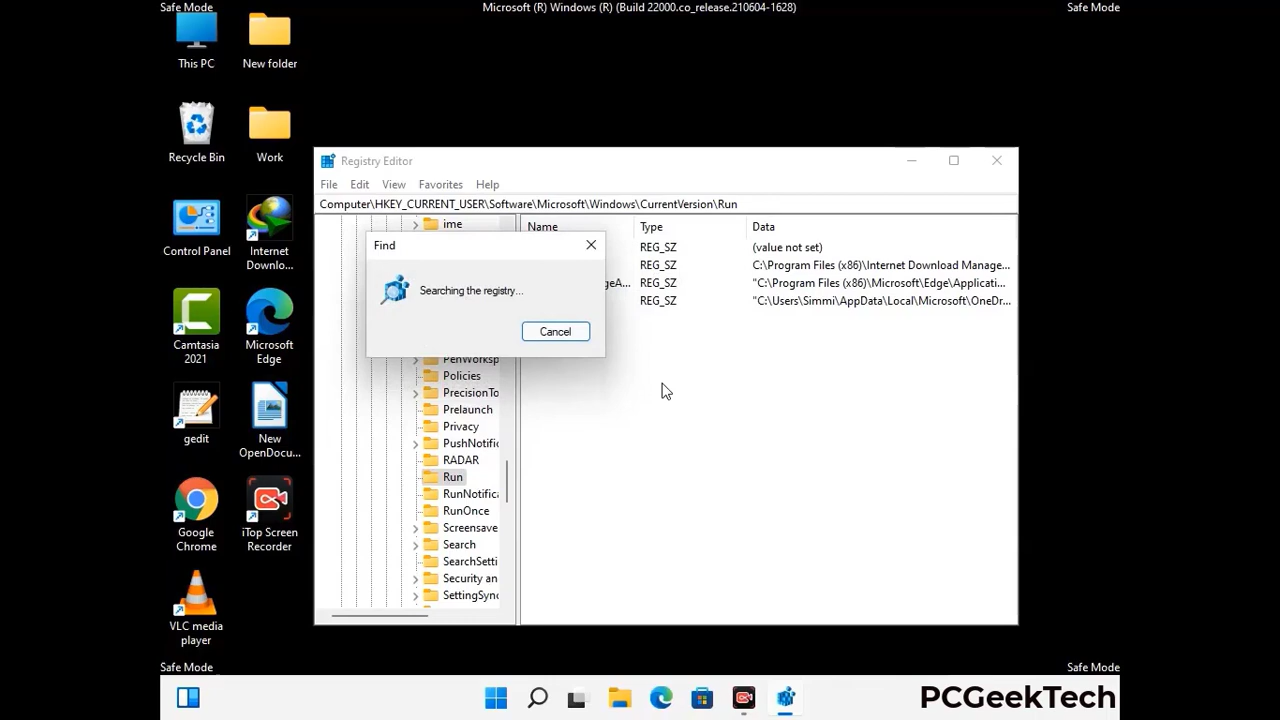 Safe Mode
Microsoft (R) Windows (R) (Build 22000.co_release.210604-1628)
Safe Mode
This PC
New folder
Recycle Bin
Work
Control Panel
Internet
Downlo...
Camtasia
2021
Microsoft
Edge
gedit
New
OpenDocu...
Google
Chrome
iTop Screen
Recorder
VLC media
player
Registry Editor
File Edit View Favorites Help
Computer\HKEY_CURRENT_USER\Software\Microsoft\Windows\CurrentVersion\Run
ime
Find
Searching the registry...
Cancel
PenWorksp
Policies
PrecisionTo
Prelaunch
Privacy
PushNotific
RADAR
Run
RunNotifica
RunOnce
Screensave
Search
SearchSetti
Security an
SettingSync
Name Type Data
REG_SZ (value not set)
REG_SZ C:\Program Files (x86)\Internet Download Manage...
geA... REG_SZ "C:\Program Files (x86)\Microsoft\Edge\Applicati...
REG_SZ "C:\Users\Simmi\AppData\Local\Microsoft\OneDr...
Safe Mode
Safe Mode
PCGeekTech